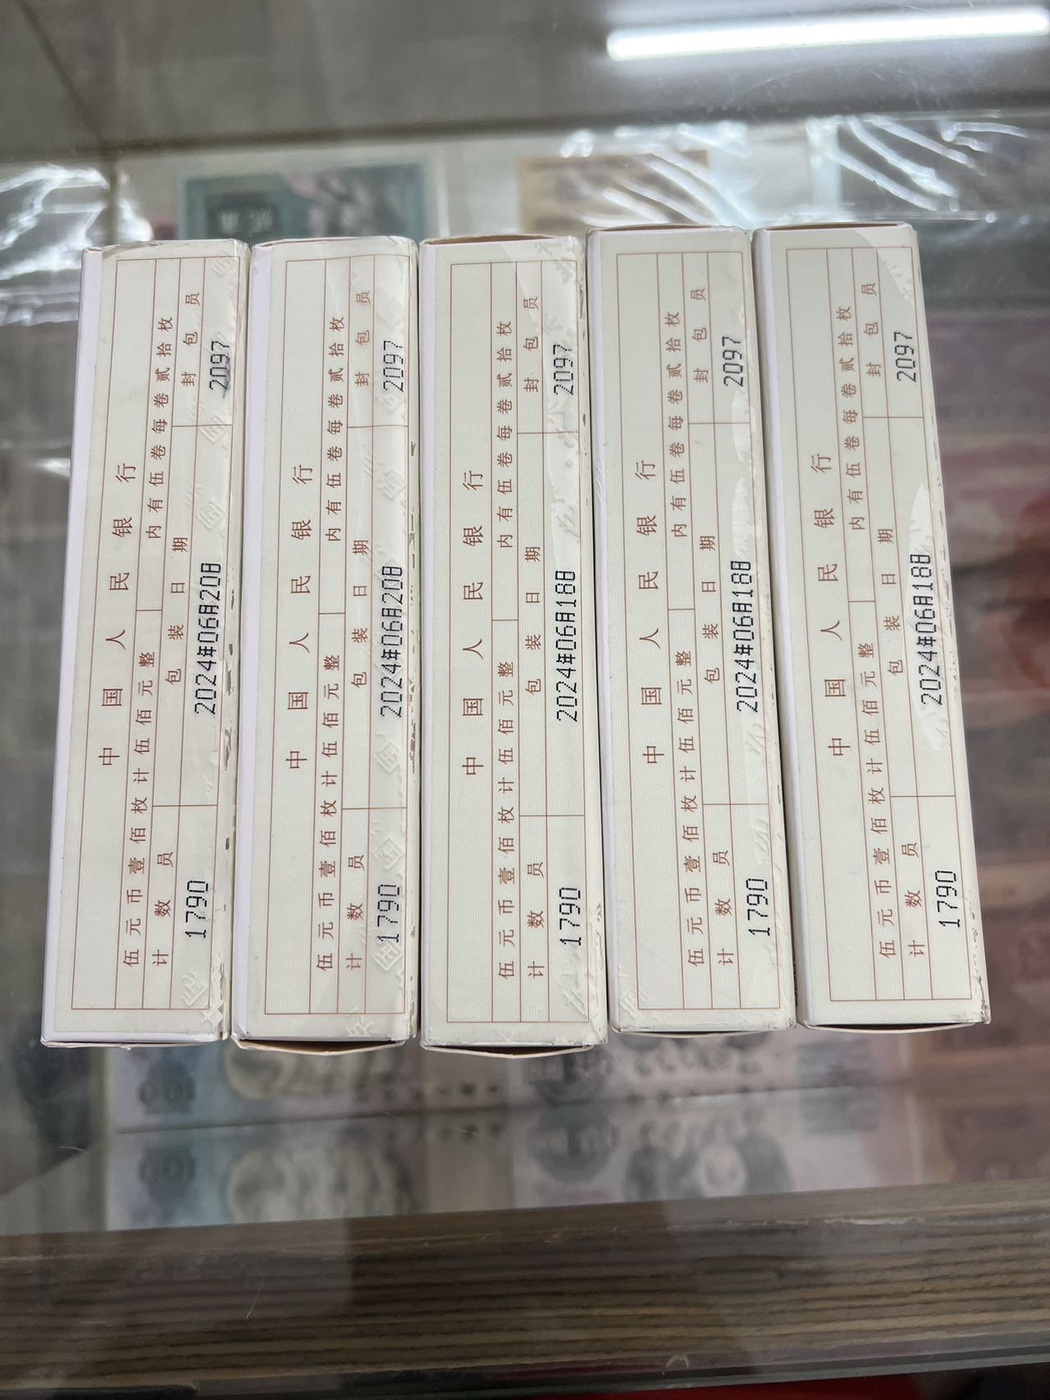 中国人民银行
伍元币壹佰枚计伍佰元整 内有伍卷每卷贰拾枚
计数员 包装日期 封包员
1790 2024年06月20日 2097
中国人民银行
伍元币壹佰枚计伍佰元整 内有伍卷每卷贰拾枚
计数员 包装日期 封包员
1790 2024年06月20日 2097
中国人民银行
伍元币壹佰枚计伍佰元整 内有伍卷每卷贰拾枚
计数员 包装日期 封包员
1790 2024年06月18日 2097
中国人民银行
伍元币壹佰枚计伍佰元整 内有伍卷每卷贰拾枚
计数员 包装日期 封包员
1790 2024年06月18日 2097
中国人民银行
伍元币壹佰枚计伍佰元整 内有伍卷每卷贰拾枚
计数员 包装日期 封包员
1790 2024年06月18日 2097